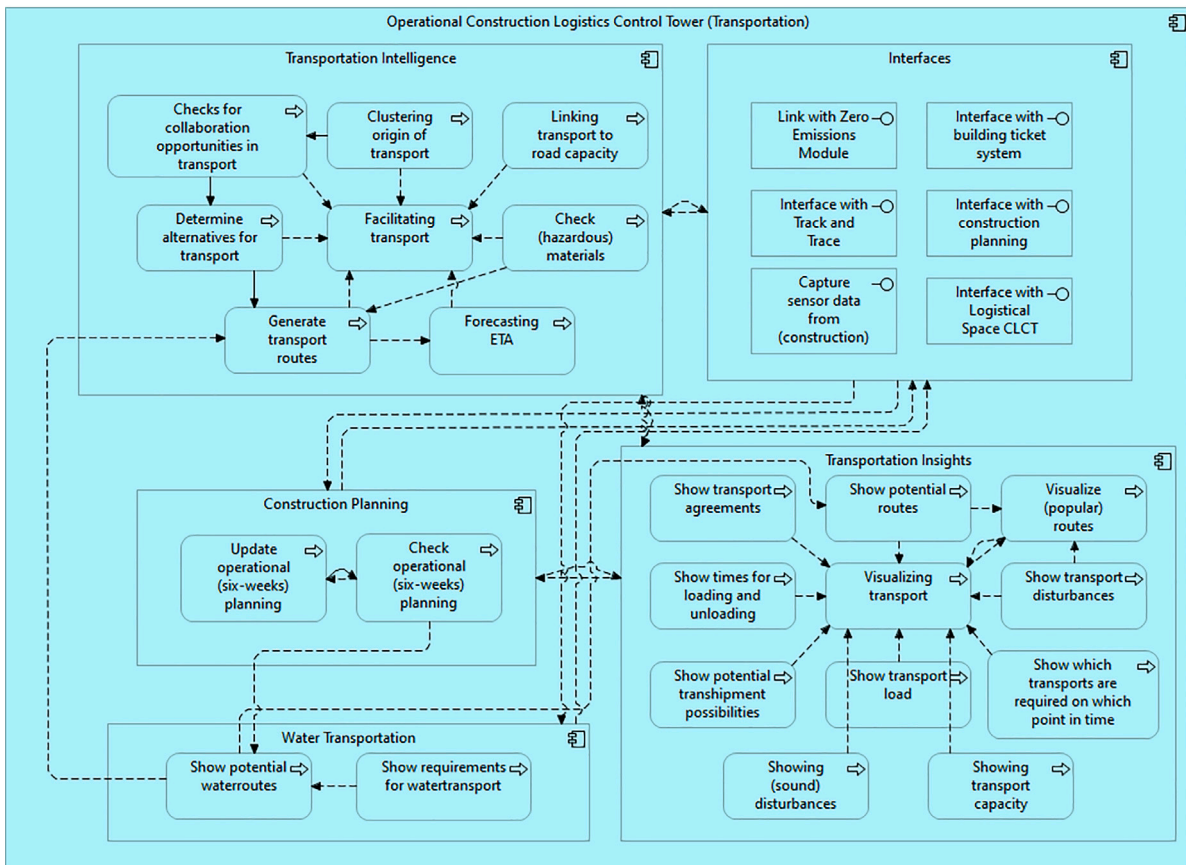 Operational Construction Logistics Control Tower (Transportation)
Transportation Intelligence
Checks for
collaboration
opportunities in
transport
Clustering
origin of
transport
Linking
transport to
road capacity
Determine
alternatives for
transport
Facilitating
transport
Check
(hazardous)
materials
Generate
transport
routes
Forecasting
ETA
Interfaces
Link with Zero
Emissions
Module
Interface with
building ticket
system
Interface with
Track and
Trace
Interface with
construction
planning
Capture
sensor data
from
(construction)
Interface with
Logistical
Space CLCT
Construction Planning
Update
operational
(six-weeks)
planning
Check
operational
(six-weeks)
planning
Water Transportation
Show potential
waterroutes
Show requirements
for watertransport
Transportation Insights
Show transport
agreements
Show potential
routes
Visualize
(popular)
routes
Show times for
loading and
unloading
Visualizing
transport
Show transport
disturbances
Show potential
transhipment
possibilities
Show transport
load
Show which
transports are
required on which
point in time
Showing
(sound)
disturbances
Showing
transport
capacity